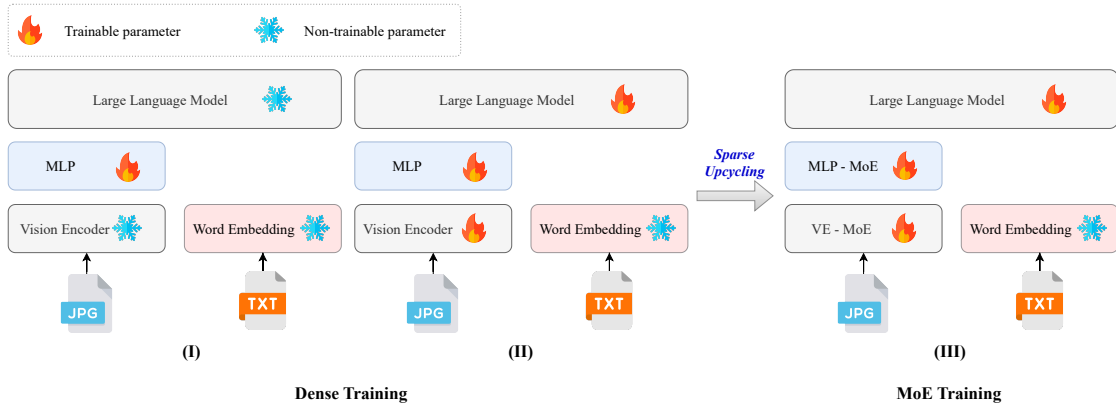 Trainable parameter
Non-trainable parameter
Large Language Model
Large Language Model
Large Language Model
MLP
MLP
Sparse
Upcycling
MLP - MoE
Vision Encoder
Word Embedding
Vision Encoder
Word Embedding
VE - MoE
Word Embedding
JPG
TXT
JPG
TXT
JPG
TXT
(I)
(II)
(III)
Dense Training
MoE Training